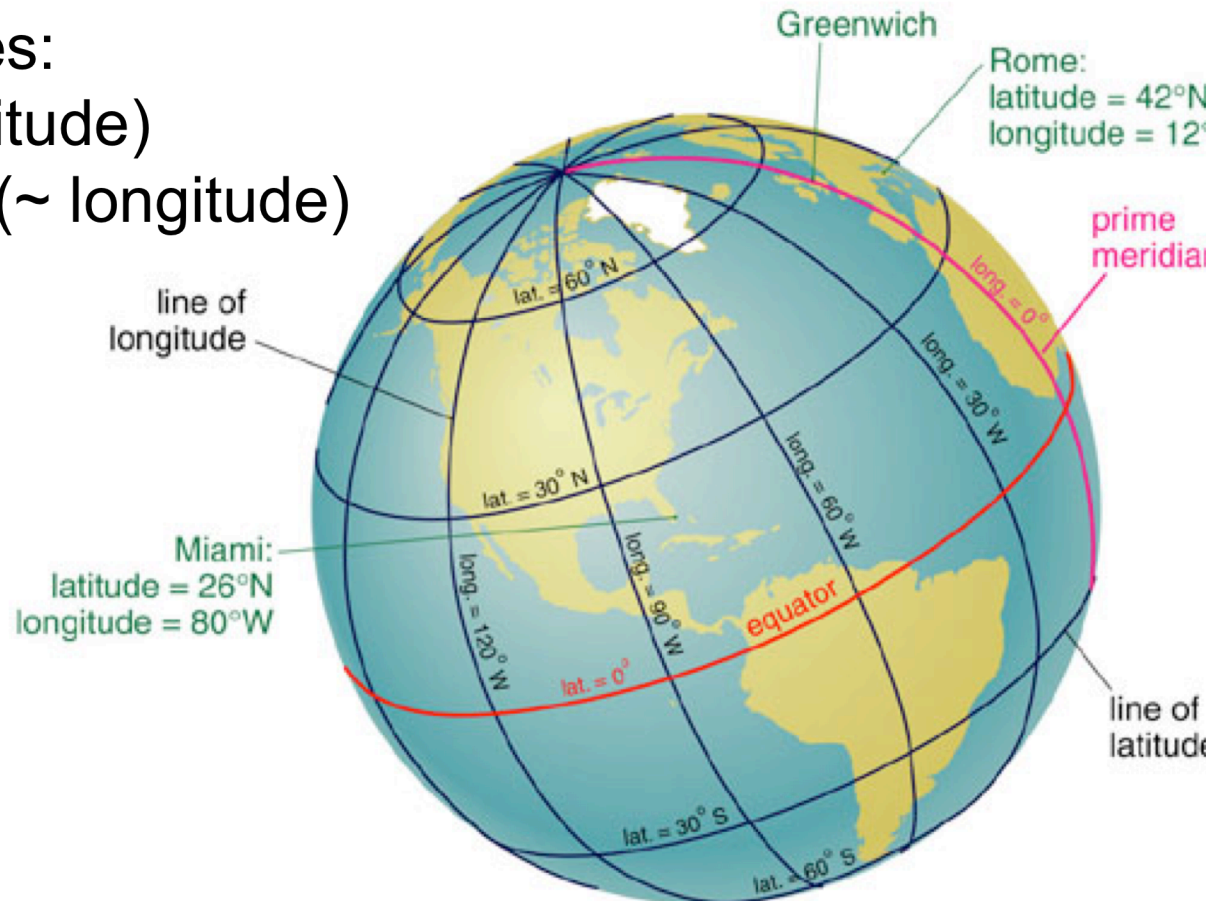 es:
itude)
(~ longitude)
Greenwich
Rome:
latitude = 42°N
longitude = 12°
prime
meridian
line of
longitude
lat. = 60° N
long. = 0°
long. = 30° W
lat. = 30° N
long. = 60° W
Miami:
latitude = 26°N
longitude = 80°W
long. = 120° W
long. = 90° W
equator
lat. = 0°
line of
latitude
lat. = 30° S
lat. = 60° S